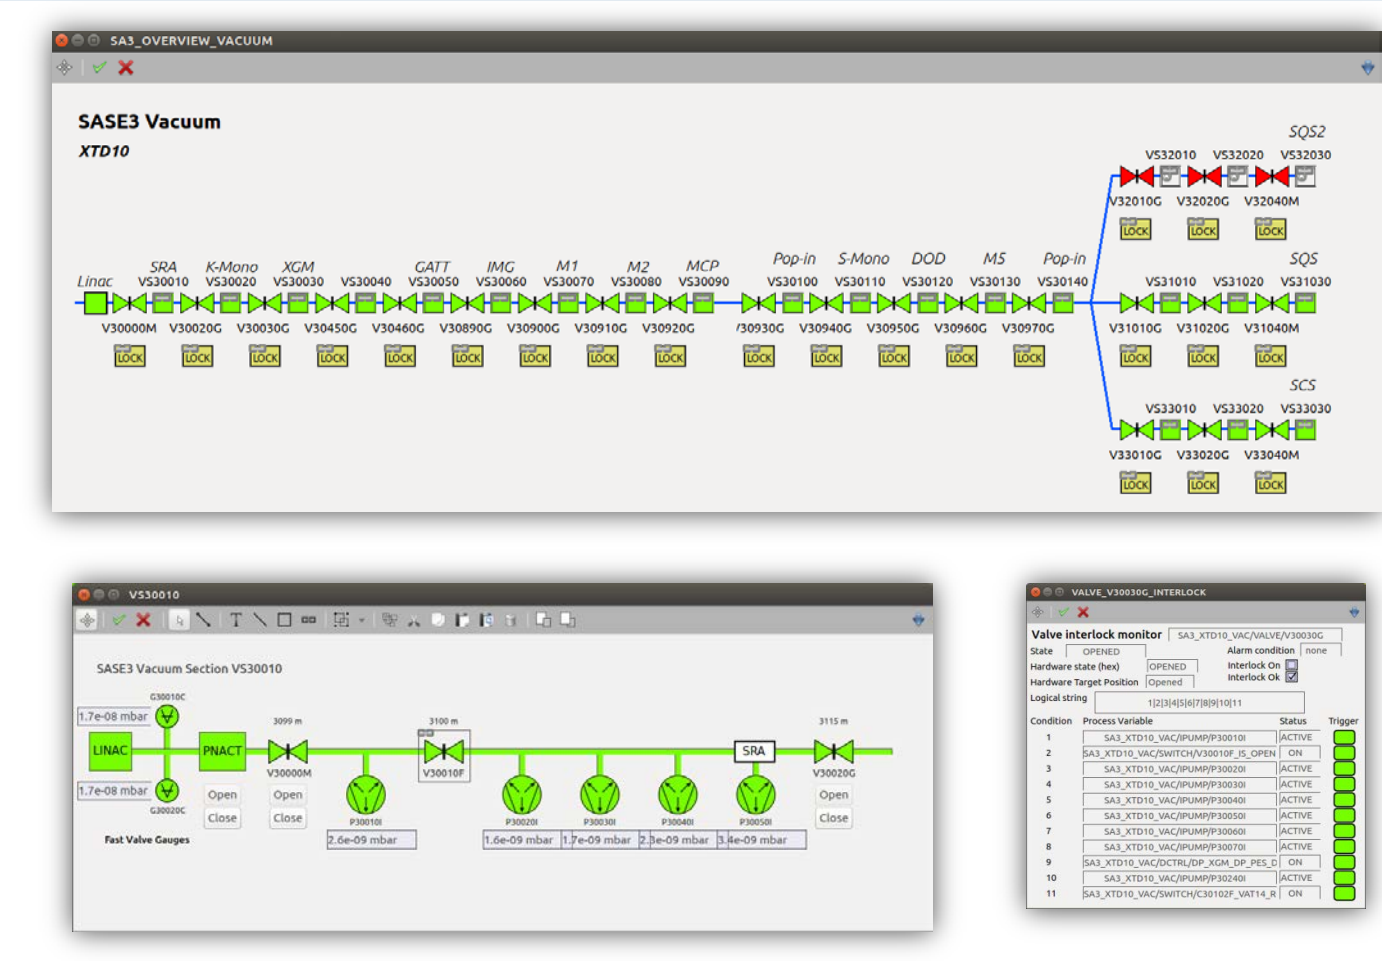 SA3_OVERVIEW_VACUUM
SASE3 Vacuum
XTD10
SQS2
VS32010 VS32020 VS32030
V32010G V32020G V32040M
LOCK LOCK LOCK
Pop-in S-Mono DOD M5 Pop-in SQS
SRA K-Mono XGM GATT IMG M1 M2 MCP
Linac VS30010 VS30020 VS30030 VS30040 VS30050 VS30060 VS30070 VS30080 VS30090 VS30100 VS30110 VS30120 VS30130 VS30140 VS31010 VS31020 VS31030
V30000M V30020G V30030G V30450G V30460G V30890G V30900G V30910G V30920G V30930G V30940G V30950G V30960G V30970G V31010G V31020G V31040M
LOCK LOCK LOCK LOCK LOCK LOCK LOCK LOCK LOCK LOCK LOCK LOCK LOCK LOCK LOCK LOCK LOCK
SCS
VS33010 VS33020 VS33030
V33010G V33020G V33040M
LOCK LOCK LOCK
VS30010
T
SASE3 Vacuum Section VS30010
G30010C
1.7e-08 mbar
3099 m 3100 m 3115 m
LINAC PNACT SRA
V30000M V30010F V30020G
1.7e-08 mbar
Open Open Open
G30020C
Close Close Close
P30010I P30020I P30030I P30040I P30050I
Fast Valve Gauges
2.6e-09 mbar 1.6e-09 mbar 1.7e-09 mbar 2.3e-09 mbar 3.4e-09 mbar
VALVE_V30030G_INTERLOCK
Valve interlock monitor SA3_XTD10_VAC/VALVE/V30030G
State OPENED Alarm condition none
Hardware state (hex) OPENED Interlock On
Hardware Target Position Opened Interlock Ok
Logical string 1|2|3|4|5|6|7|8|9|10|11
Condition Process Variable Status Trigger
1 SA3_XTD10_VAC/IPUMP/P30010I ACTIVE
2 SA3_XTD10_VAC/SWITCH/V30010F_IS_OPEN ON
3 SA3_XTD10_VAC/IPUMP/P30020I ACTIVE
4 SA3_XTD10_VAC/IPUMP/P30030I ACTIVE
5 SA3_XTD10_VAC/IPUMP/P30040I ACTIVE
6 SA3_XTD10_VAC/IPUMP/P30050I ACTIVE
7 SA3_XTD10_VAC/IPUMP/P30060I ACTIVE
8 SA3_XTD10_VAC/IPUMP/P30070I ACTIVE
9 SA3_XTD10_VAC/DCTRL/DP_XGM_DP_PES_D ON
10 SA3_XTD10_VAC/IPUMP/P30240I ACTIVE
11 SA3_XTD10_VAC/SWITCH/C30102F_VAT14_R ON